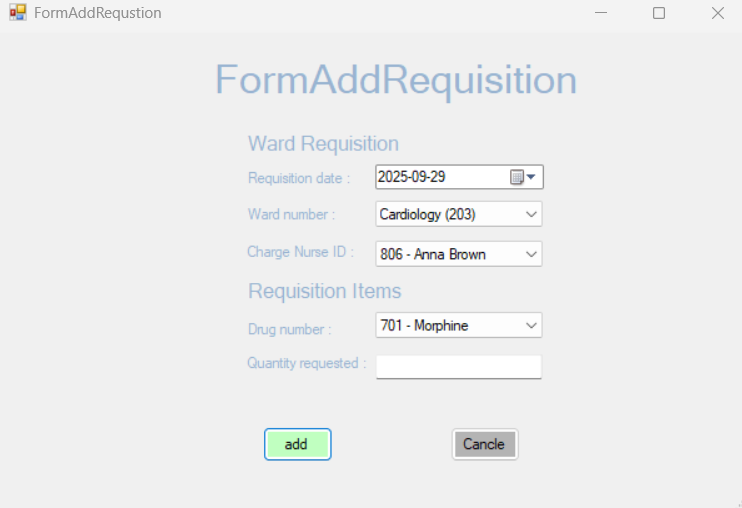 FormAddRequstion
FormAddRequisition
Ward Requisition
Requisition date : 2025-09-29
Ward number : Cardiology (203)
Charge Nurse ID : 806 - Anna Brown
Requisition Items
Drug number : 701 - Morphine
Quantity requested :
add Cancle